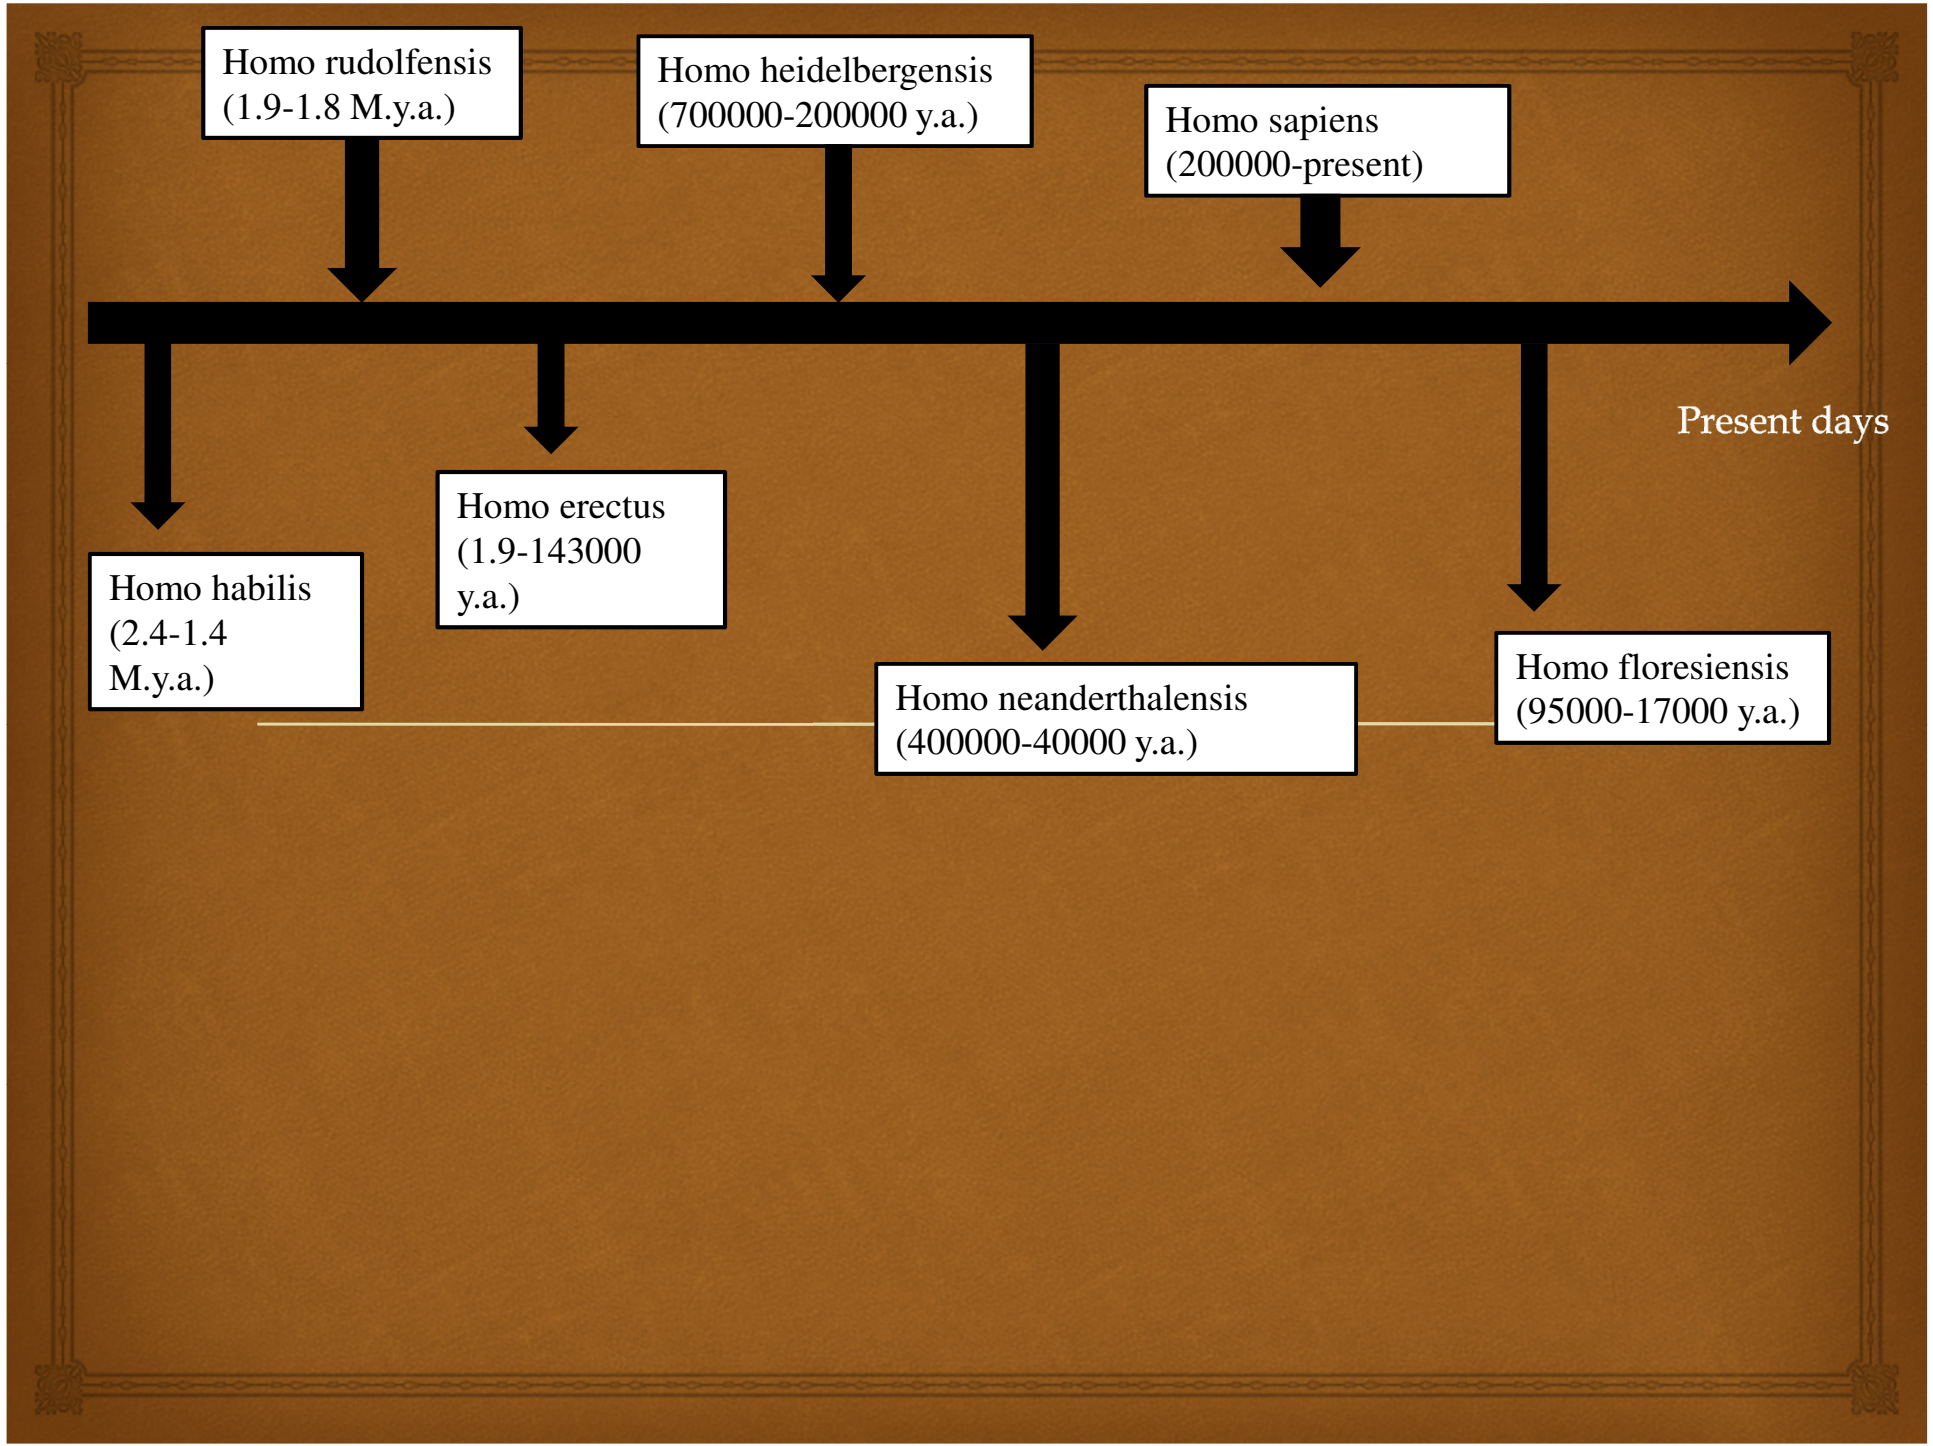 Homo rudolfensis
(1.9-1.8 M.y.a.)
Homo heidelbergensis
(700000-200000 y.a.)
Homo sapiens
(200000-present)
Present days
Homo habilis
(2.4-1.4
M.y.a.)
Homo erectus
(1.9-143000
y.a.)
Homo neanderthalensis
(400000-40000 y.a.)
Homo floresiensis
(95000-17000 y.a.)